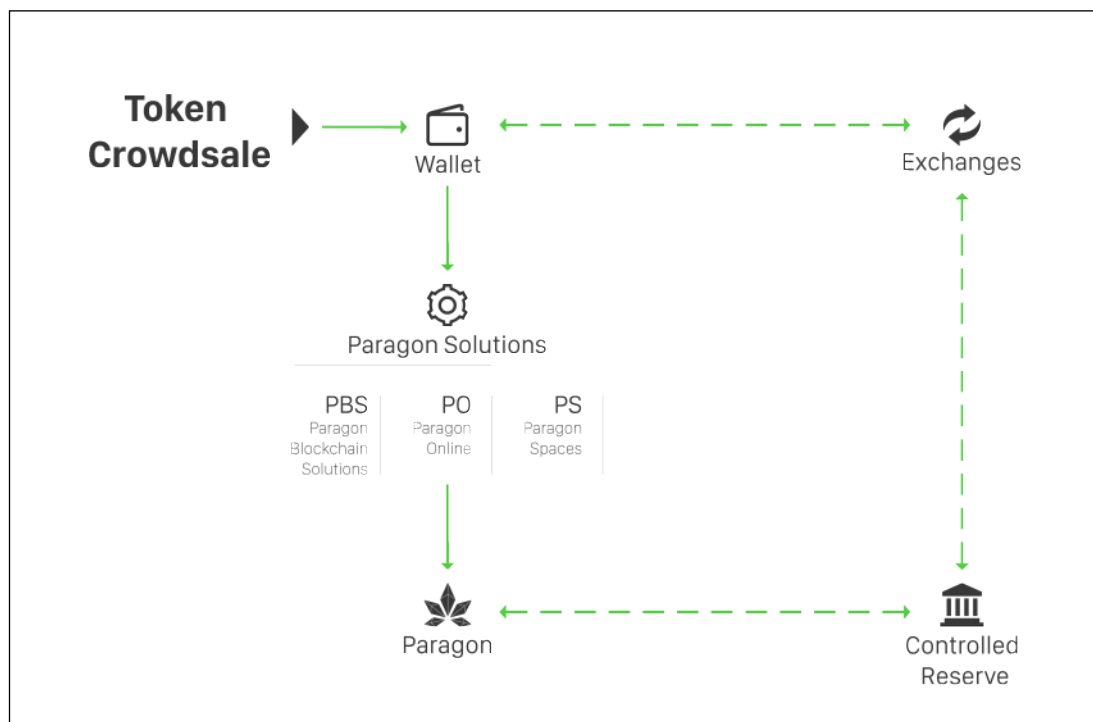 Token
Crowdsale
Wallet
Exchanges
Paragon Solutions
PBS
Paragon
Blockchain
Solutions
PO
Paragon
Online
PS
Paragon
Spaces
Paragon
Controlled
Reserve